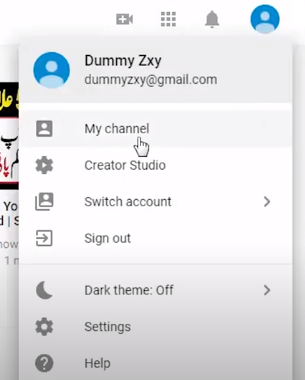 Dummy Zxy
dummyzxy@gmail.com
My channel
Creator Studio
Switch account
Sign out
Dark theme: Off
Settings
Help